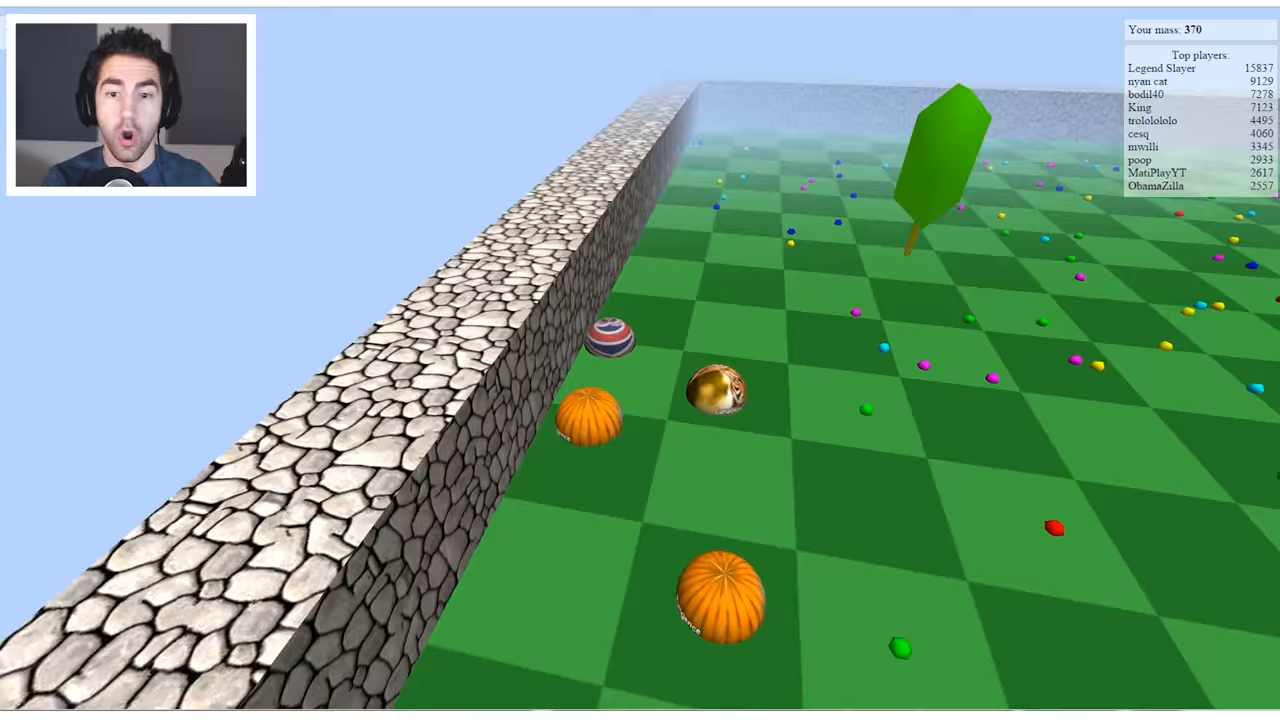 Your mass: 370
Top players:
Legend Slayer 15837
nyan cat 9129
bodil40 7278
King 7123
trolololololo 4495
cesq 4060
mwilli 3345
poop 2933
MatiPlayYT 2617
ObamaZilla 2557